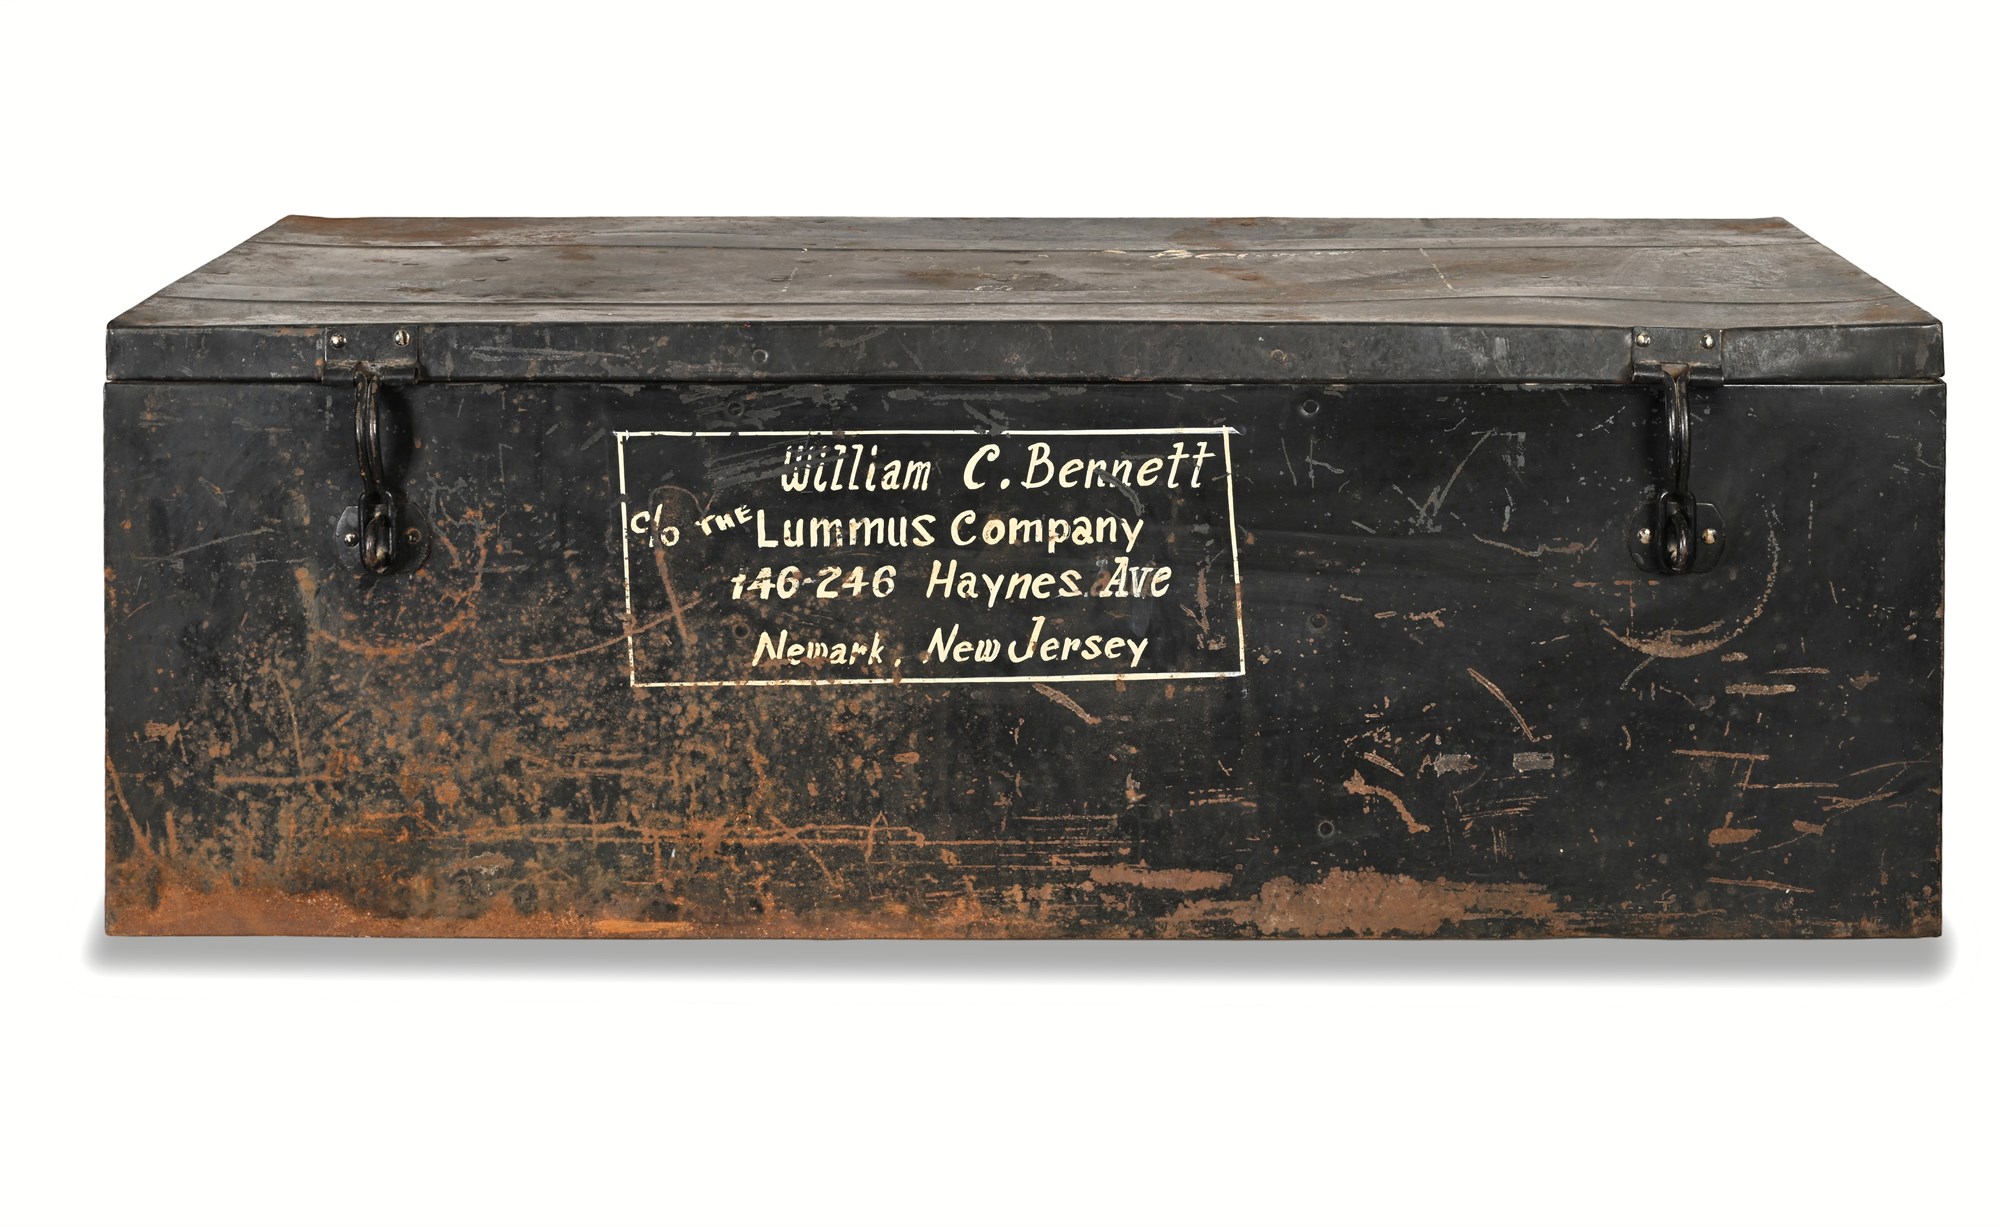 William C. Bennett
c/o THE Lummus Company
146-246 Haynes Ave
Newark, New Jersey